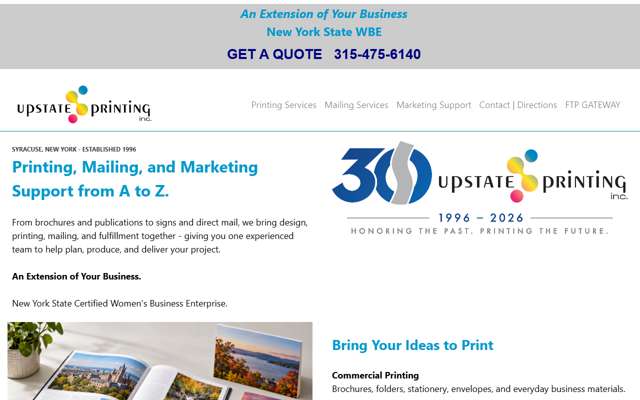 An Extension of Your Business
New York State WBE
GET A QUOTE 315-475-6140
UPSTATE PRINTING
inc.
Printing Services Mailing Services Marketing Support Contact | Directions FTP GATEWAY
SYRACUSE, NEW YORK - ESTABLISHED 1996
Printing, Mailing, and Marketing
Support from A to Z.
From brochures and publications to signs and direct mail, we bring design,
printing, mailing, and fulfillment together - giving you one experienced
team to help plan, produce, and deliver your project.
An Extension of Your Business.
New York State Certified Women's Business Enterprise.
30 UPSTATE PRINTING
inc.
1996 – 2026
HONORING THE PAST. PRINTING THE FUTURE.
Bring Your Ideas to Print
Commercial Printing
Brochures, folders, stationery, envelopes, and everyday business materials.